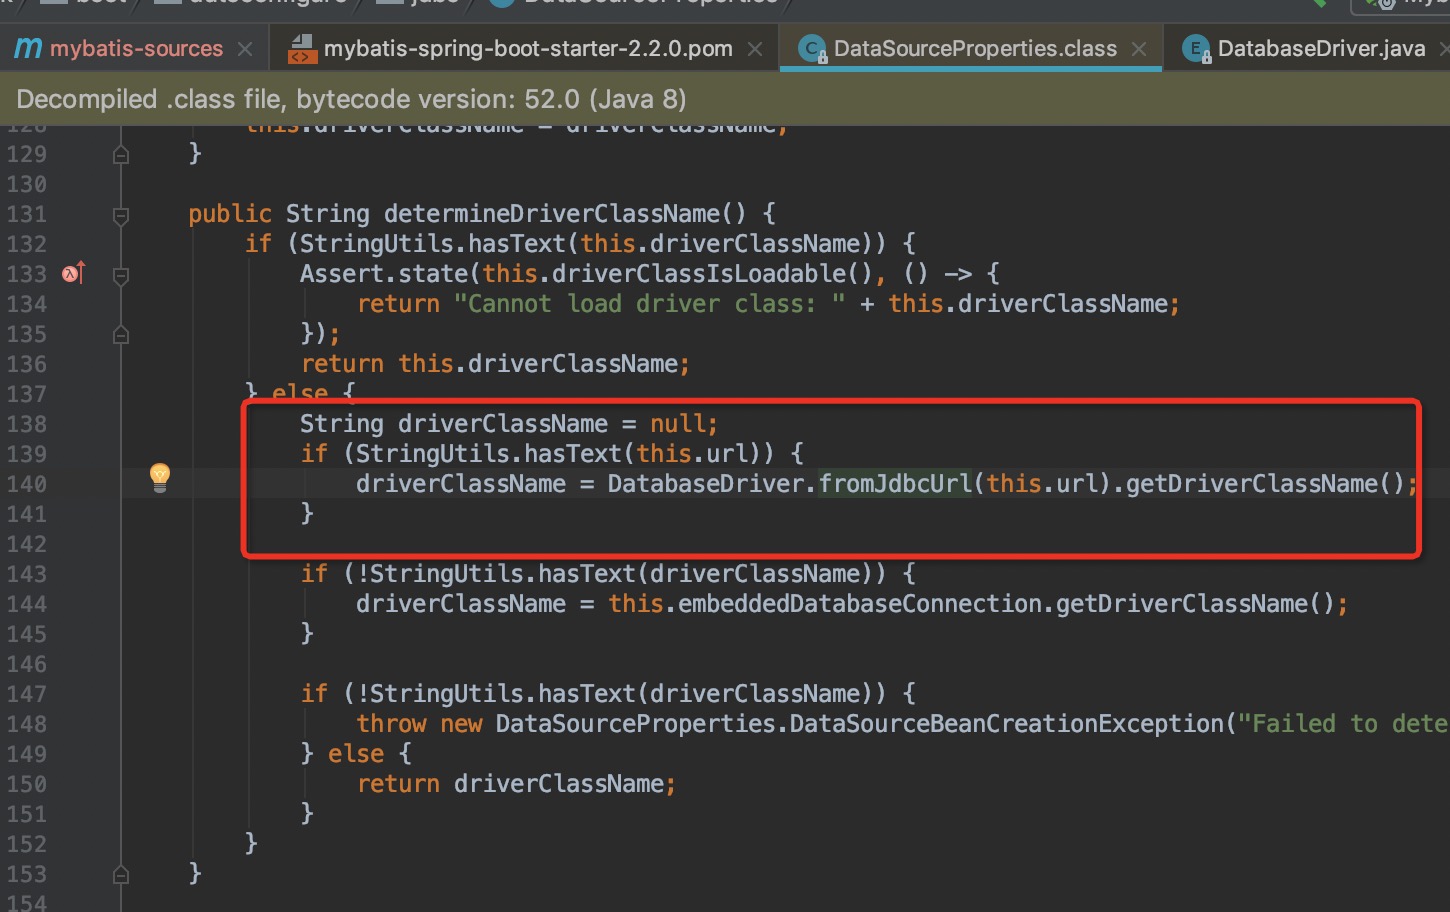 mybatis-sources mybatis-spring-boot-starter-2.2.0.pom DataSourceProperties.class DatabaseDriver.java
Decompiled .class file, bytecode version: 52.0 (Java 8)
128 this.driverClassName = driverClassName;
129 }
130
131 public String determineDriverClassName() {
132 if (StringUtils.hasText(this.driverClassName)) {
133 Assert.state(this.driverClassIsLoadable(), () -> {
134 return "Cannot load driver class: " + this.driverClassName;
135 });
136 return this.driverClassName;
137 } else {
138 String driverClassName = null;
139 if (StringUtils.hasText(this.url)) {
140 driverClassName = DatabaseDriver.fromJdbcUrl(this.url).getDriverClassName();
141 }
142
143 if (!StringUtils.hasText(driverClassName)) {
144 driverClassName = this.embeddedDatabaseConnection.getDriverClassName();
145 }
146
147 if (!StringUtils.hasText(driverClassName)) {
148 throw new DataSourceProperties.DataSourceBeanCreationException("Failed to dete
149 } else {
150 return driverClassName;
151 }
152 }
153 }
154